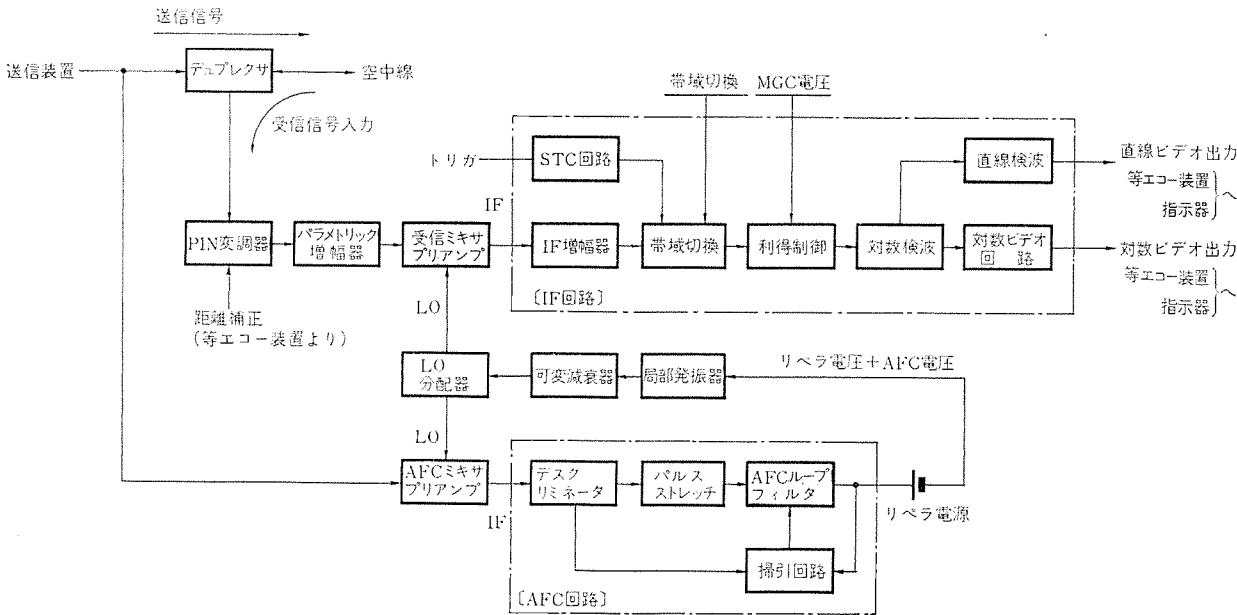 送信信号
送信装置
デュプレクサ
空中線
受信信号入力
帯域切換
MGC電圧
トリガ
STC回路
直線検波
直線ビデオ出力
等エコー装置
指示器
へ
IF
PIN変調器
パラメトリック
増幅器
受信ミキサ
プリアンプ
IF増幅器
帯域切換
利得制御
対数検波
対数ビデオ
回路
対数ビデオ出力
等エコー装置
指示器
へ
〔IF回路〕
距離補正
(等エコー装置より)
LO
LO
分配器
可変減衰器
局部発振器
リペラ電圧+AFC電圧
LO
AFCミキサ
プリアンプ
IF
デスク
リミネータ
パルス
ストレッチ
AFCループ
フィルタ
リペラ電源
掃引回路
〔AFC回路〕